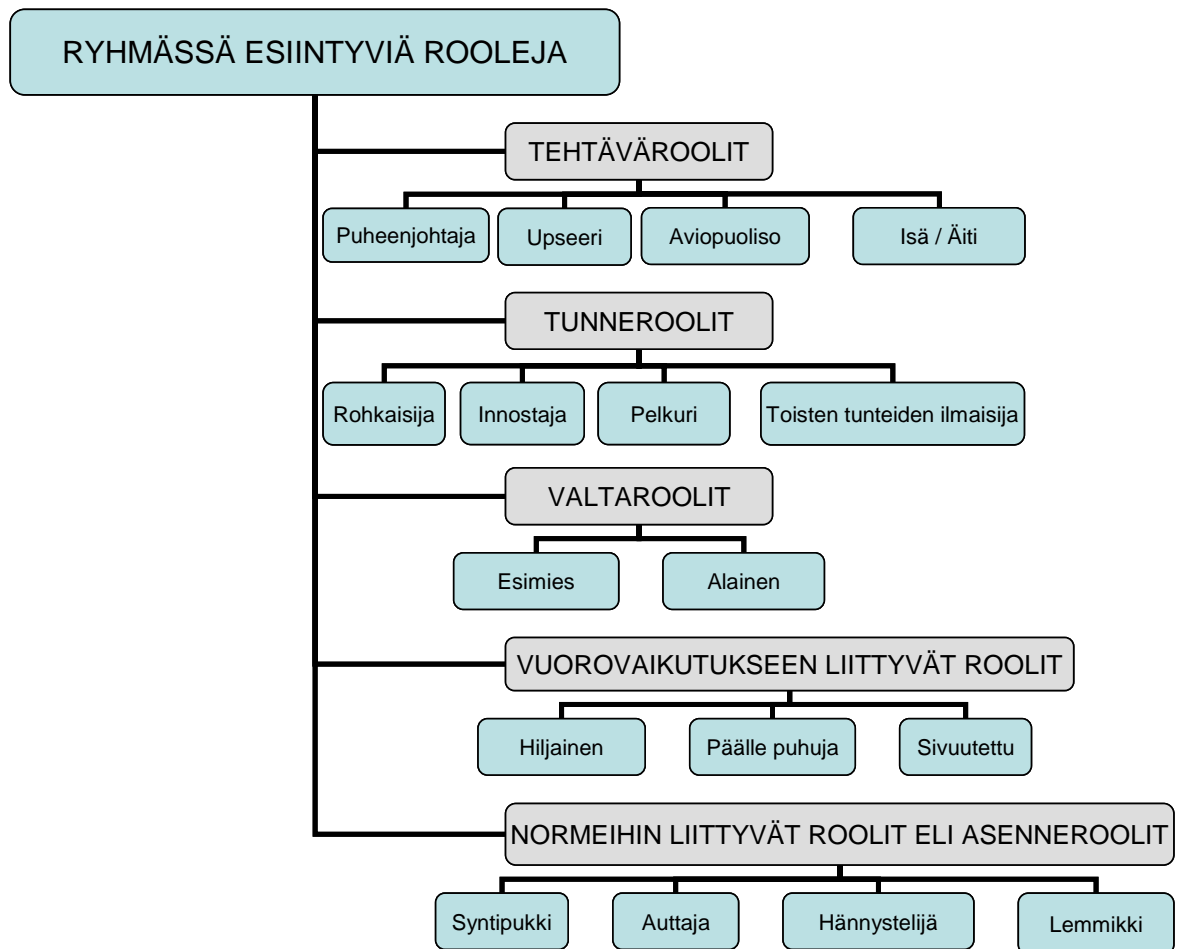 RYHMÄSSÄ ESIINTYVIÄ ROOLEJA
TEHTÄVÄROOLIT
Puheenjohtaja
Upseeri
Aviopuoliso
Isä / Äiti
TUNNEROOLIT
Rohkaisija
Innostaja
Pelkuri
Toisten tunteiden ilmaisija
VALTAROOLIT
Esimies
Alainen
VUOROVAIKUTUKSEEN LIITTYVÄT ROOLIT
Hiljainen
Päälle puhuja
Sivuutettu
NORMEIHIN LIITTYVÄT ROOLIT ELI ASENNEROOLIT
Syntipukki
Auttaja
Hännystelijä
Lemmikki